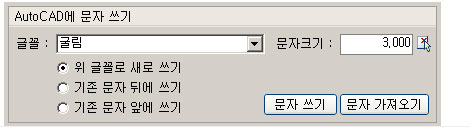 AutoCAD에 문자 쓰기
글꼴 : 굴림 문자크기 : 3,000
위 글꼴로 새로 쓰기
기존 문자 뒤에 쓰기
기존 문자 앞에 쓰기
문자 쓰기 문자 가져오기